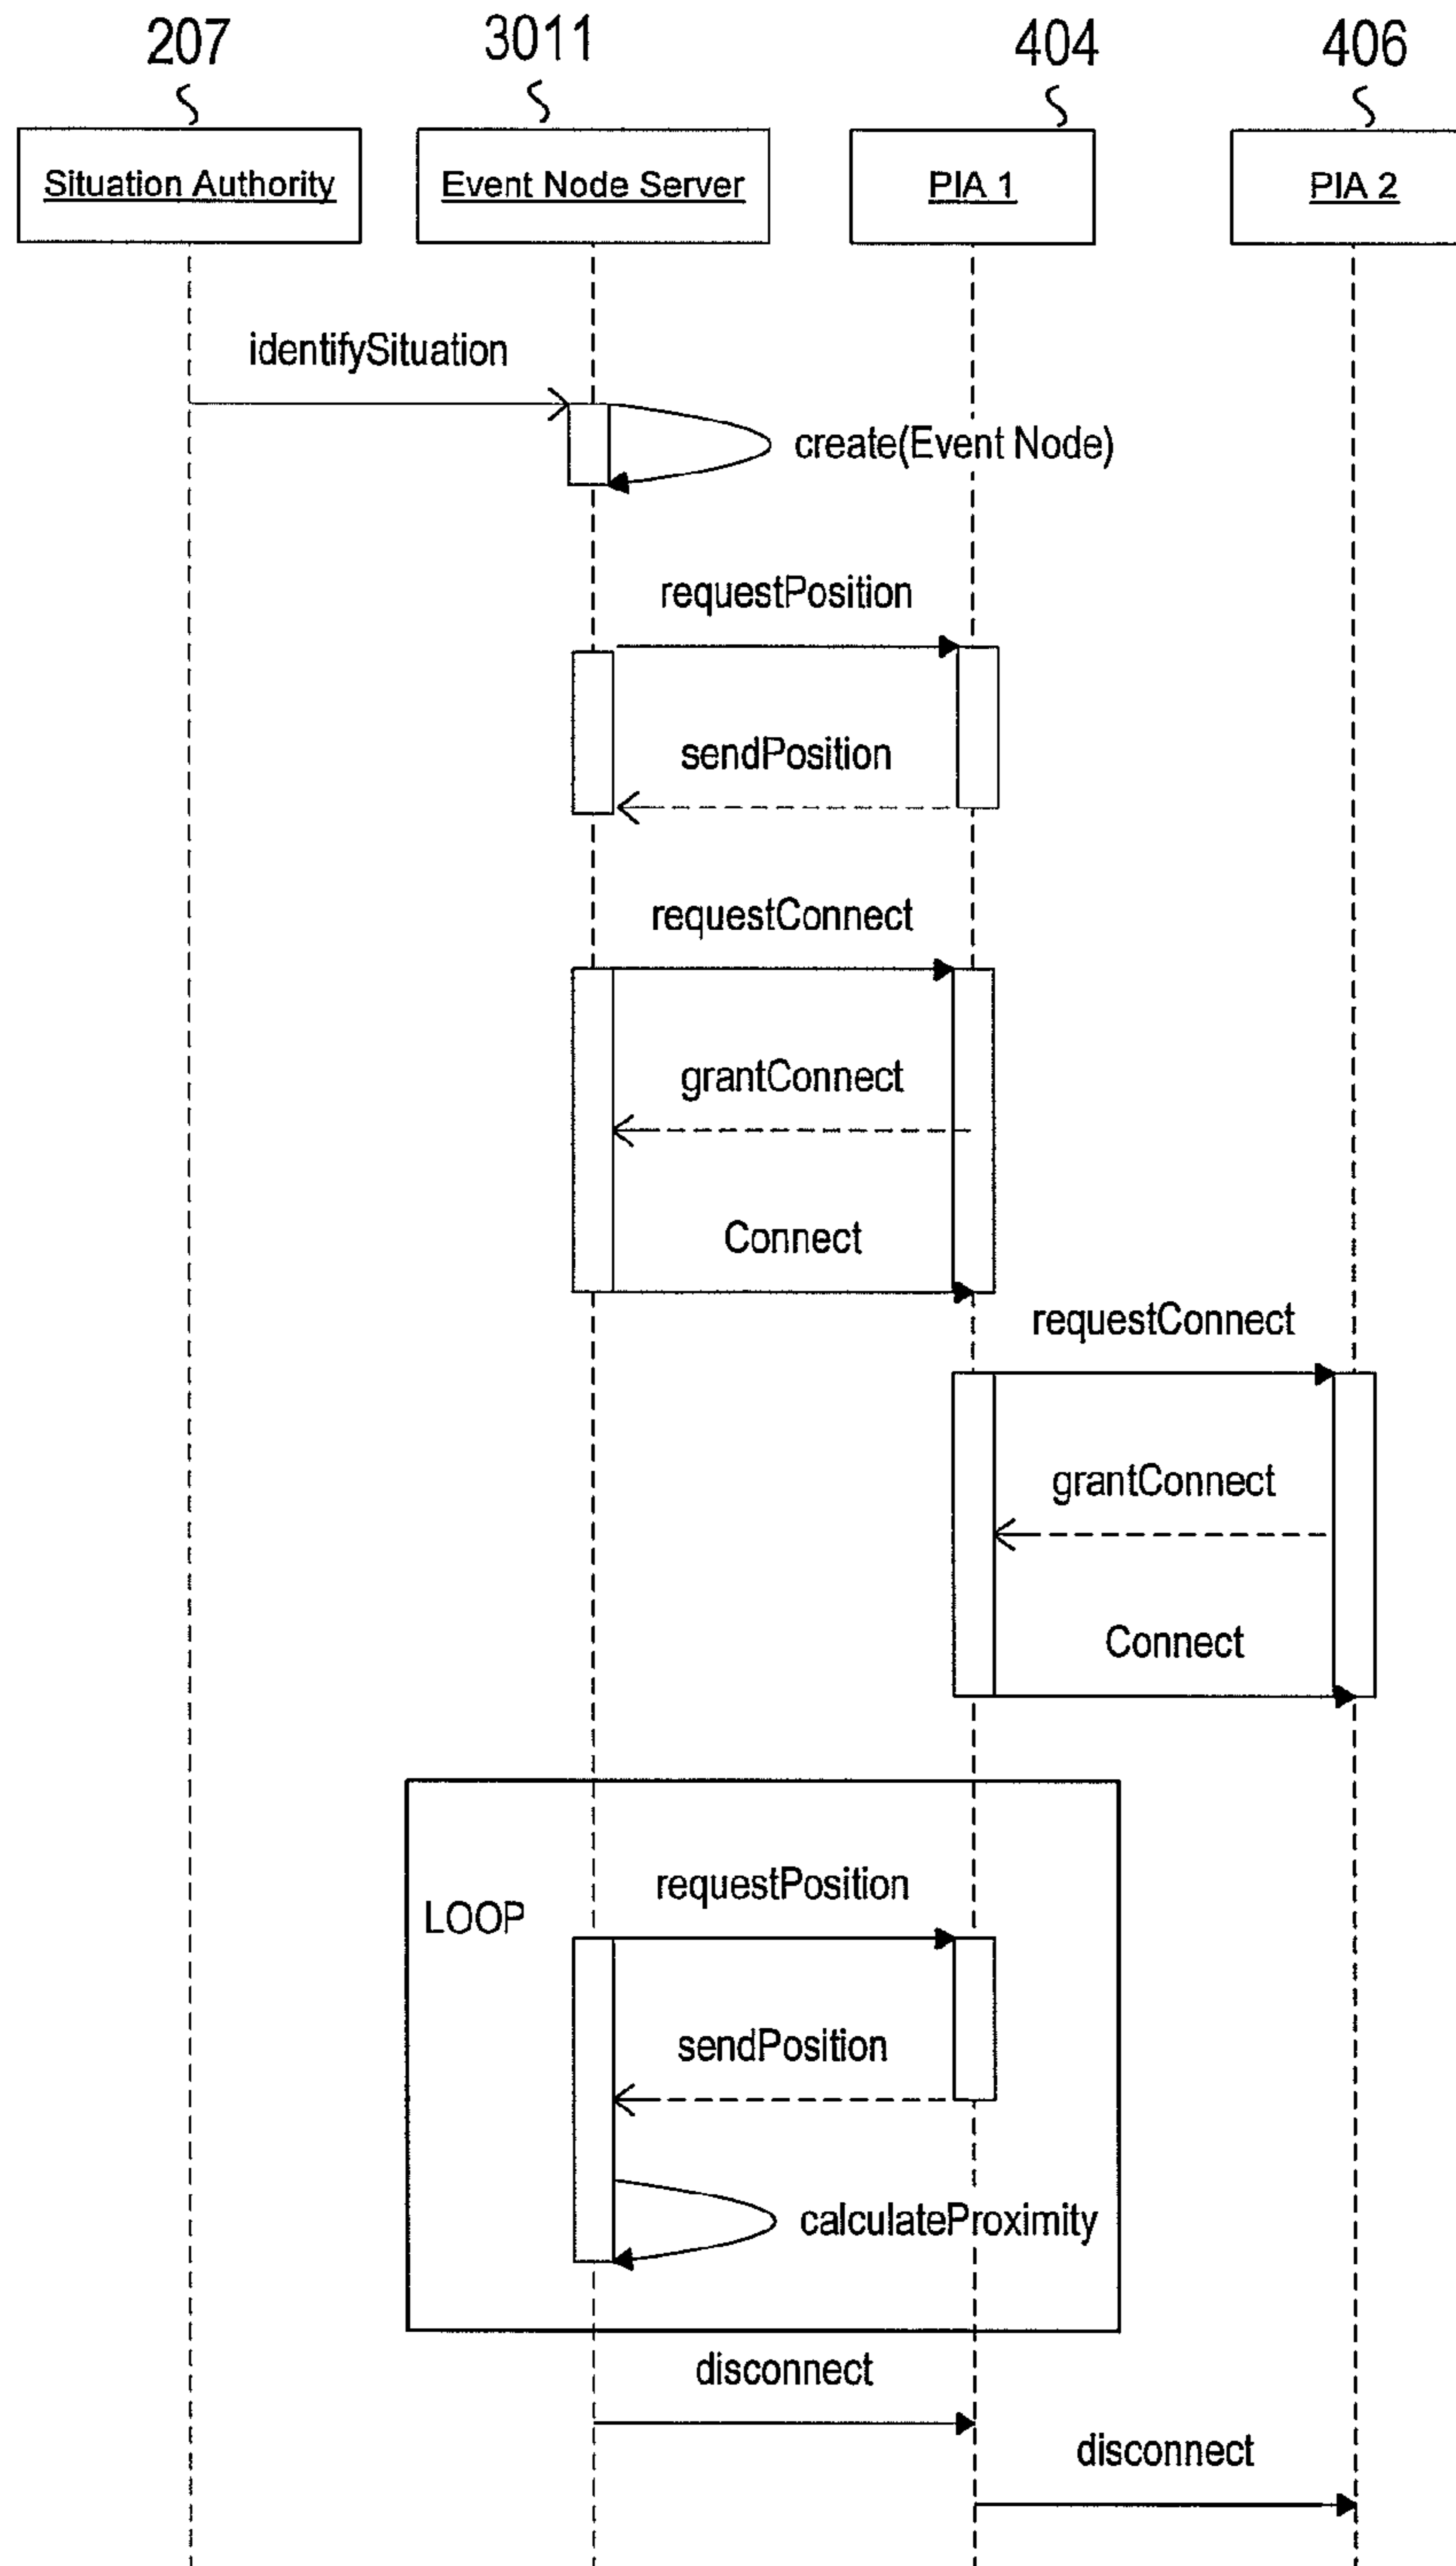 207 3011 404 406
Situation Authority Event Node Server PIA 1 PIA 2
identifySituation
create(Event Node)
requestPosition
sendPosition
requestConnect
grantConnect
Connect
requestConnect
grantConnect
Connect
requestPosition
LOOP
sendPosition
calculateProximity
disconnect
disconnect